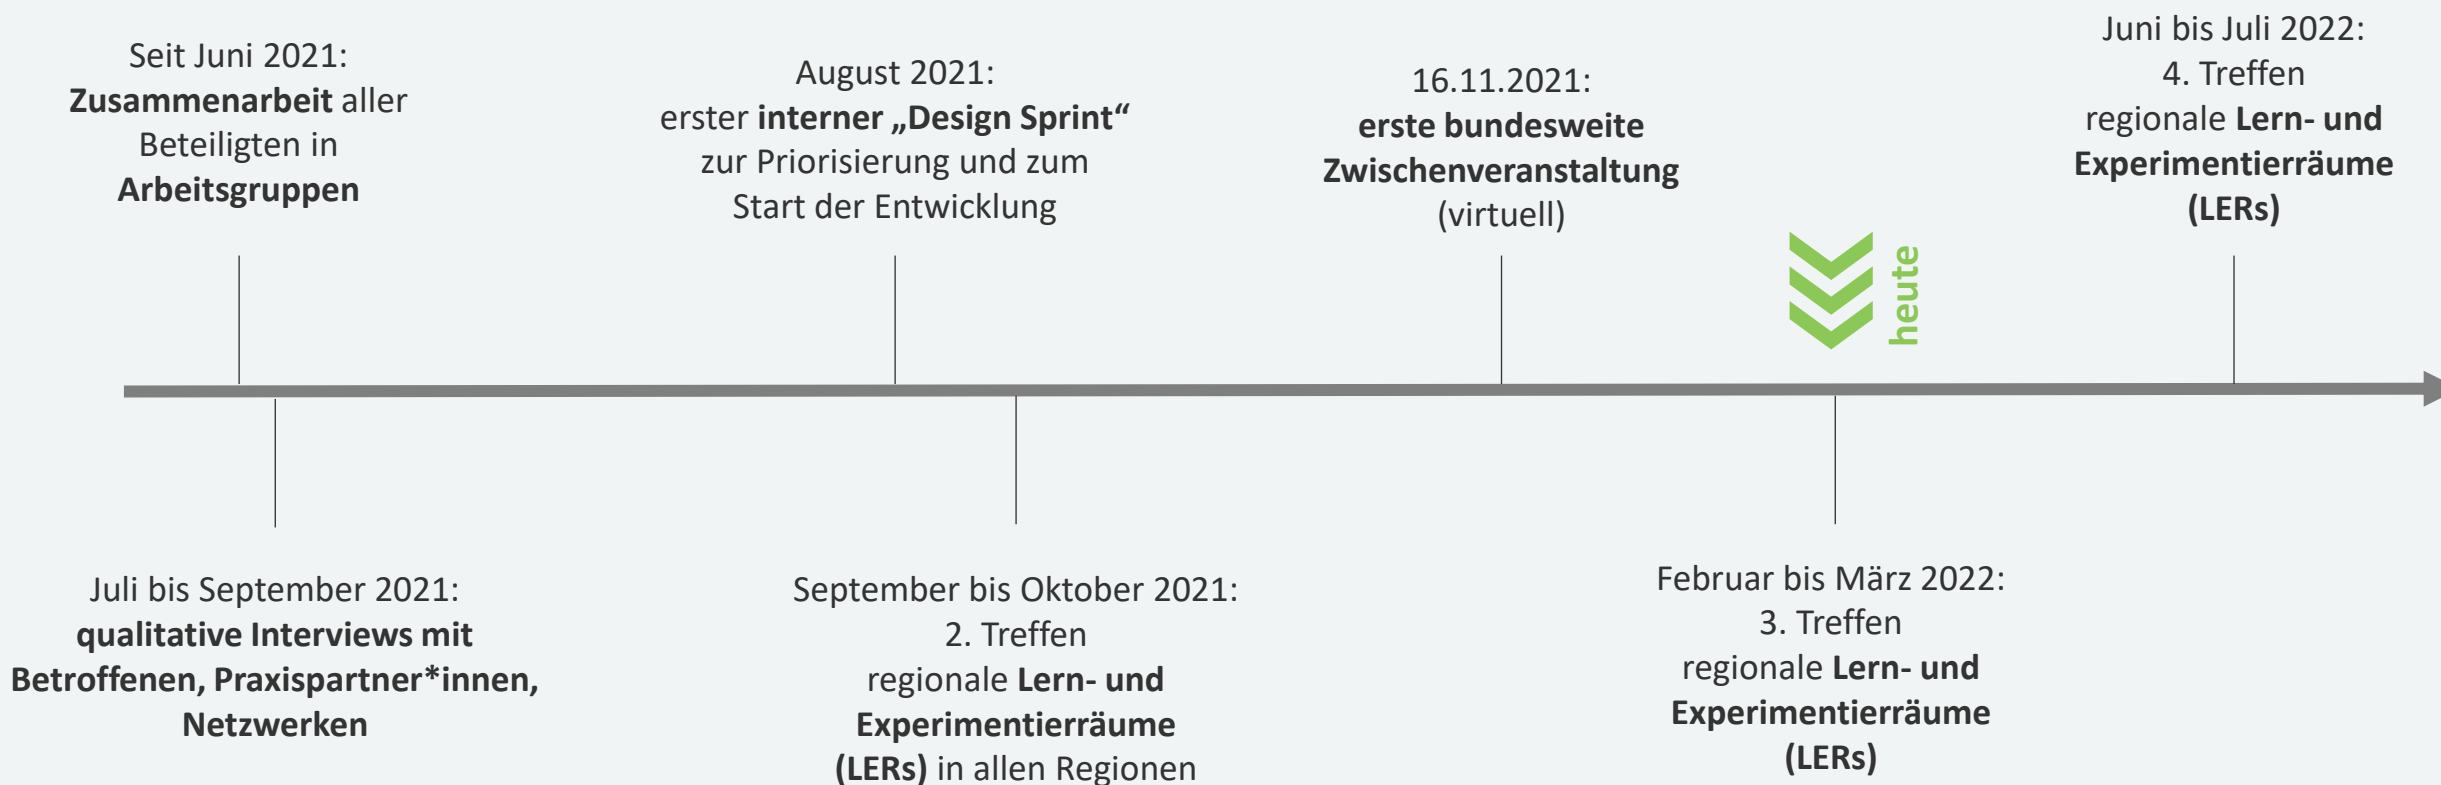 Seit Juni 2021:
Zusammenarbeit aller
Beteiligten in
Arbeitsgruppen
August 2021:
erster interner „Design Sprint“
zur Priorisierung und zum
Start der Entwicklung
16.11.2021:
erste bundesweite
Zwischenveranstaltung
(virtuell)
heute
Juni bis Juli 2022:
4. Treffen
regionale Lern- und
Experimentierräume
(LERs)
Juli bis September 2021:
qualitative Interviews mit
Betroffenen, Praxispartner*innen,
Netzwerken
September bis Oktober 2021:
2. Treffen
regionale Lern- und
Experimentierräume
(LERs) in allen Regionen
Februar bis März 2022:
3. Treffen
regionale Lern- und
Experimentierräume
(LERs)